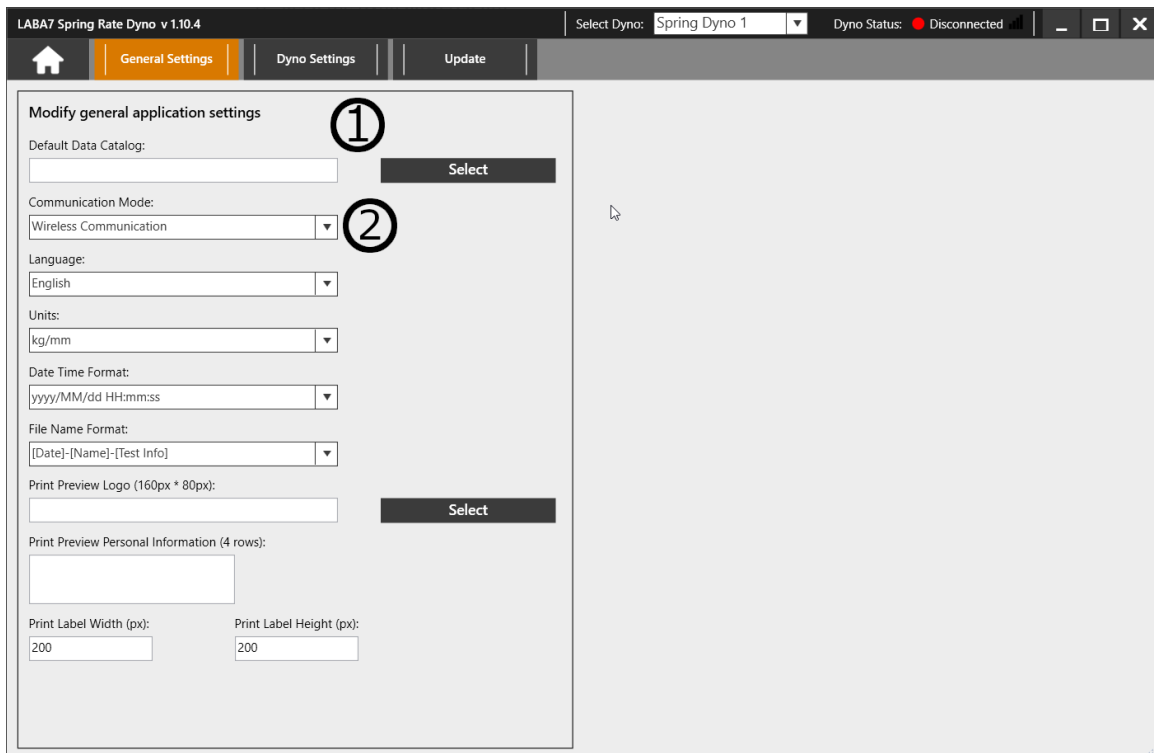 LABA7 Spring Rate Dyno v 1.10.4
Select Dyno: Spring Dyno 1
Dyno Status: Disconnected
General Settings
Dyno Settings
Update
Modify general application settings
①
Default Data Catalog:
Select
Communication Mode:
Wireless Communication
②
Language:
English
Units:
kg/mm
Date Time Format:
yyyy/MM/dd HH:mm:ss
File Name Format:
[Date]-[Name]-[Test Info]
Print Preview Logo (160px * 80px):
Select
Print Preview Personal Information (4 rows):
Print Label Width (px): Print Label Height (px):
200 200